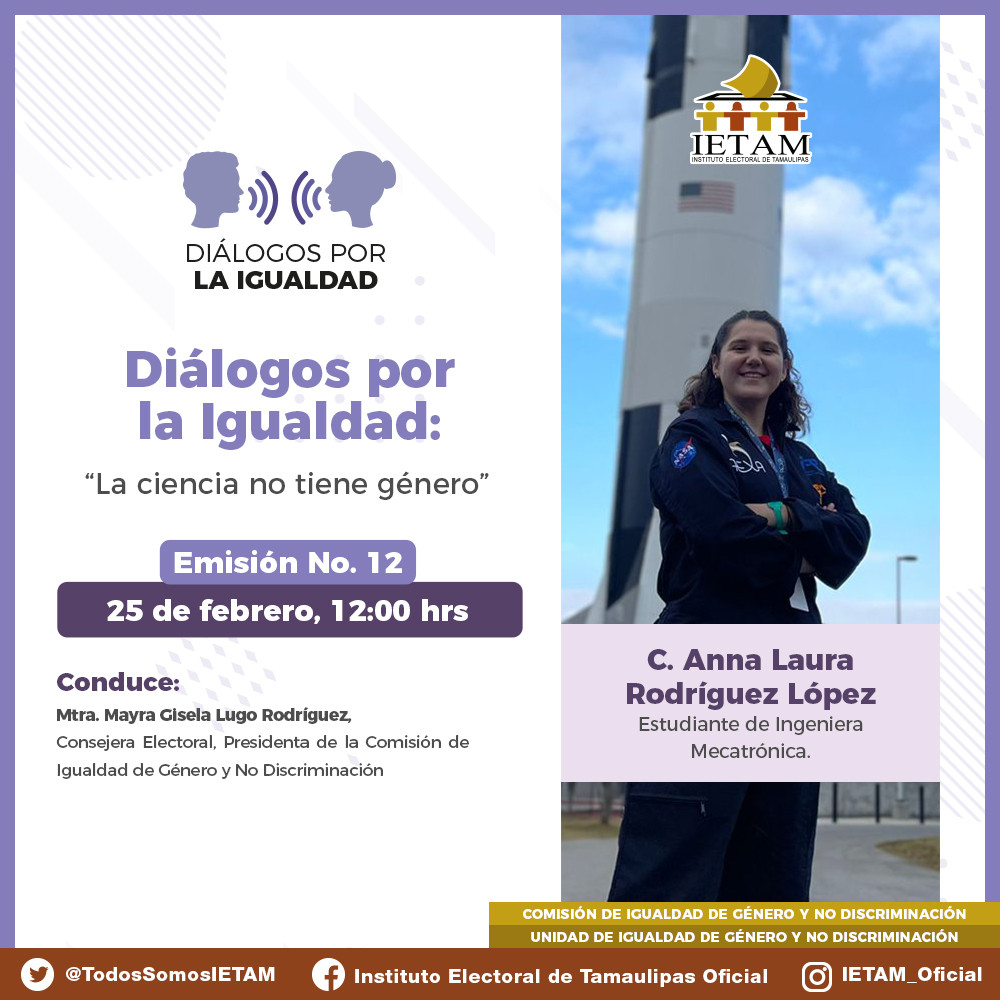 IETAM
INSTITUTO ELECTORAL DE TAMAULIPAS
DIÁLOGOS POR
LA IGUALDAD
Diálogos por
la Igualdad:
“La ciencia no tiene género”
Emisión No. 12
25 de febrero, 12:00 hrs
Conduce:
Mtra. Mayra Gisela Lugo Rodríguez,
Consejera Electoral, Presidenta de la Comisión de
Igualdad de Género y No Discriminación
NASA
C. Anna Laura
Rodríguez López
Estudiante de Ingeniera
Mecatrónica.
COMISIÓN DE IGUALDAD DE GÉNERO Y NO DISCRIMINACIÓN
UNIDAD DE IGUALDAD DE GÉNERO Y NO DISCRIMINACIÓN
@TodosSomosIETAM
Instituto Electoral de Tamaulipas Oficial
IETAM_Oficial